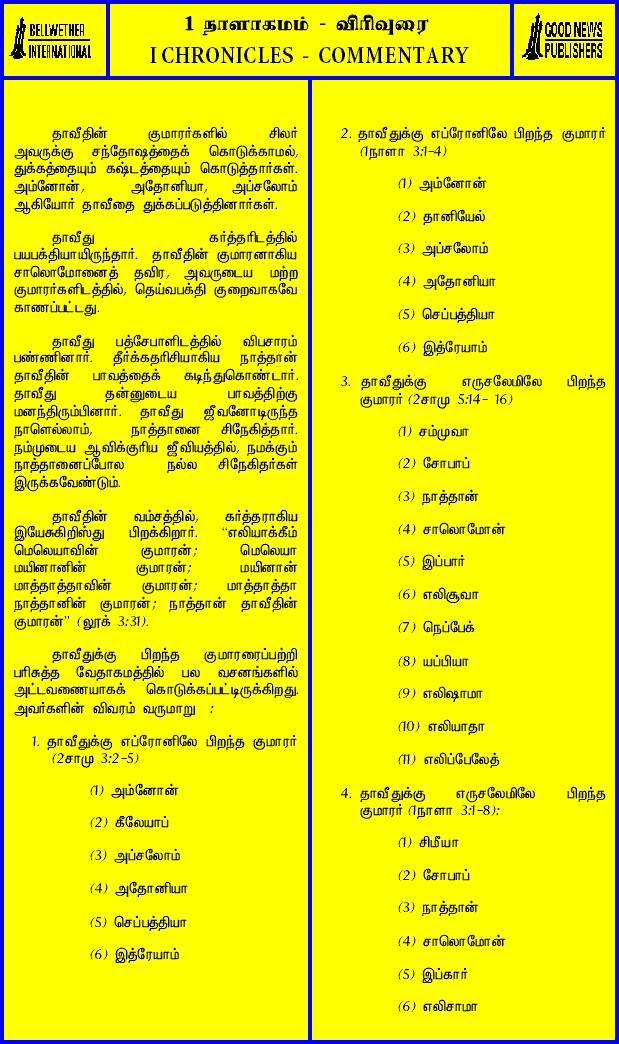 BELLWETHER
INTERNATIONAL
1 நாளாகமம் - விரிவுரை
I CHRONICLES - COMMENTARY
GOOD NEWS
PUBLISHERS
தாவீதின் குமாரர்களில் சிலர்
அவருக்கு சந்தோஷத்தைக் கொடுக்காமல்,
துக்கத்தையும் கஷ்டத்தையும் கொடுத்தார்கள்.
அம்னோன், அதோனியா, அப்சலோம்
ஆகியோர் தாவீதை துக்கப்படுத்தினார்கள்.
தாவீது கர்த்தரிடத்தில்
பயபக்தியாயிருந்தார். தாவீதின் குமாரனாகிய
சாலொமோனைத் தவிர, அவருடைய மற்ற
குமாரர்களிடத்தில், தெய்வபக்தி குறைவாகவே
காணப்பட்டது.
தாவீது பத்சேபாளிடத்தில் விபசாரம்
பண்ணினார். தீர்க்கதரிசியாகிய நாத்தான்
தாவீதின் பாவத்தைக் கடிந்துகொண்டார்.
தாவீது தன்னுடைய பாவத்திற்கு
மனந்திரும்பினார். தாவீது ஜீவனோடிருந்த
நாளெல்லாம், நாத்தானை சிநேகித்தார்.
நம்முடைய ஆவிக்குரிய ஜீவியத்தில், நமக்கும்
நாத்தானைப்போல நல்ல சிநேகிதர்கள்
இருக்கவேண்டும்.
தாவீதின் வம்சத்தில், கர்த்தராகிய
இயேசுகிறிஸ்து பிறக்கிறார். “எலியாக்கீம்
மெலெயாவின் குமாரன்; மெலெயா
மயினானின் குமாரன்; மயினான்
மாத்தாத்தாவின் குமாரன்; மாத்தாத்தா
நாத்தானின் குமாரன்; நாத்தான் தாவீதின்
குமாரன்” (லூக் 3:31).
தாவீதுக்கு பிறந்த குமாரரைப்பற்றி
பரிசுத்த வேதாகமத்தில் பல வசனங்களில்
அட்டவணையாகக் கொடுக்கப்பட்டிருக்கிறது.
அவர்களின் விவரம் வருமாறு :
1. தாவீதுக்கு எப்ரோனிலே பிறந்த குமாரர்
(2சாமு 3:2-5)
(1) அம்னோன்
(2) கீலேயாப்
(3) அப்சலோம்
(4) அதோனியா
(5) செப்பத்தியா
(6) இத்ரேயாம்
2. தாவீதுக்கு எப்ரோனிலே பிறந்த குமாரர்
(1நாளா 3:1-4)
(1) அம்னோன்
(2) தானியேல்
(3) அப்சலோம்
(4) அதோனியா
(5) செப்பத்தியா
(6) இத்ரேயாம்
3. தாவீதுக்கு எருசலேமிலே பிறந்த
குமாரர் (2சாமு 5:14- 16)
(1) சம்முவா
(2) சோபாப்
(3) நாத்தான்
(4) சாலொமோன்
(5) இப்பார்
(6) எலிசூவா
(7) நெப்பேக்
(8) யப்பியா
(9) எலிஷாமா
(10) எலியாதா
(11) எலிப்பேலேத்
4. தாவீதுக்கு எருசலேமிலே பிறந்த
குமாரர் (1நாளா 3:1-8):
(1) சிமீயா
(2) சோபாப்
(3) நாத்தான்
(4) சாலொமோன்
(5) இப்கார்
(6) எலிசாமா